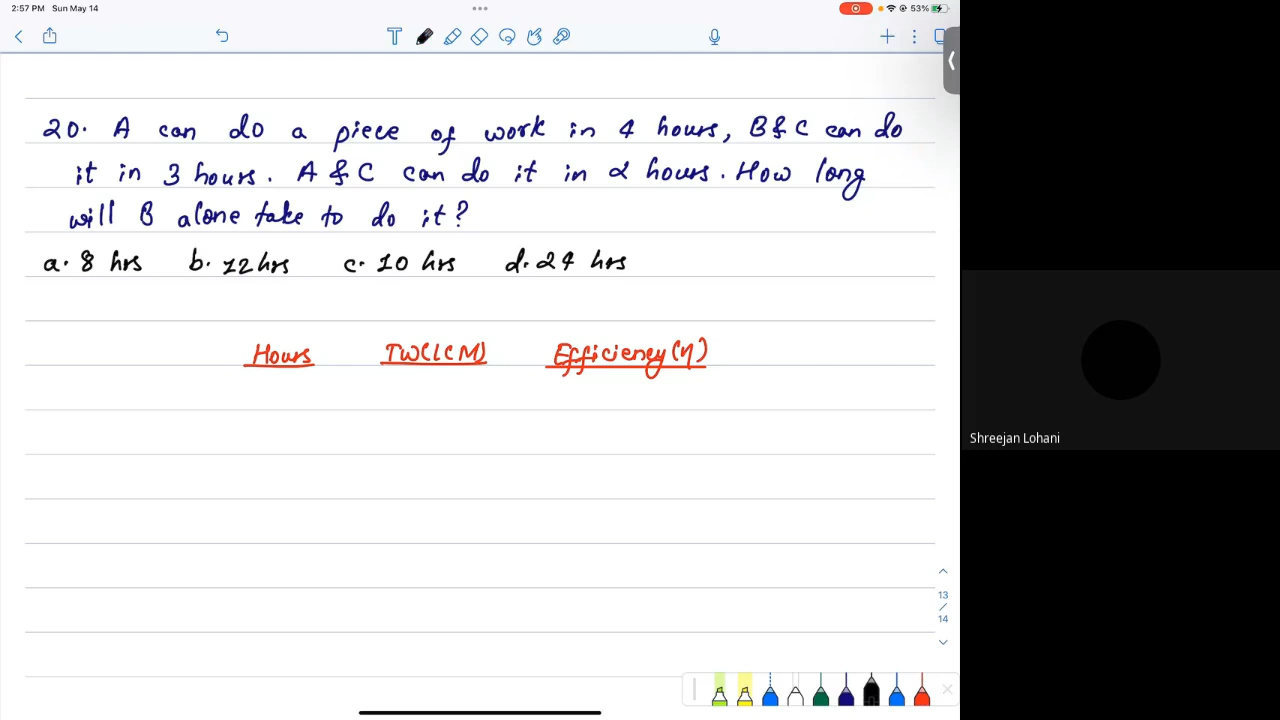 2:57 PM Sun May 14
53%
20. A can do a piece of work in 4 hours, B & C can do
it in 3 hours. A & C can do it in 2 hours. How long
will B alone take to do it?
a. 8 hrs b. 12 hrs c. 10 hrs d. 24 hrs
Hours TW(LCM) Efficiency(η)
Shreejan Lohani
13
/
14